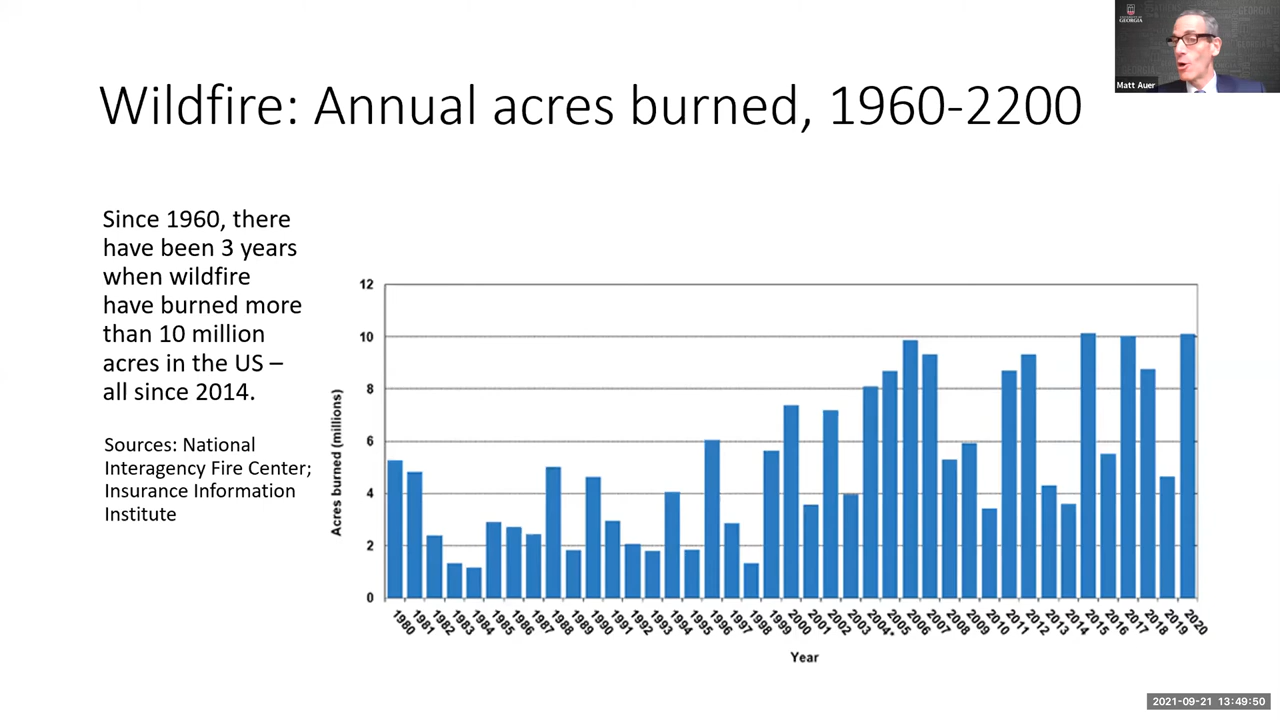 UNIVERSITY OF
GEORGIA
Matt Auer
Wildfire: Annual acres burned, 1960-2200
Since 1960, there
have been 3 years
when wildfire
have burned more
than 10 million
acres in the US –
all since 2014.
Sources: National
Interagency Fire Center;
Insurance Information
Institute
Acres burned (millions)
12
10
8
6
4
2
0
1980 1981 1982 1983 1984 1985 1986 1987 1988 1989 1990 1991 1992 1993 1994 1995 1996 1997 1998 1999 2000 2001 2002 2003 2004* 2005 2006 2007 2008 2009 2010 2011 2012 2013 2014 2015 2016 2017 2018 2019 2020
Year
2021-09-21 13:49:50